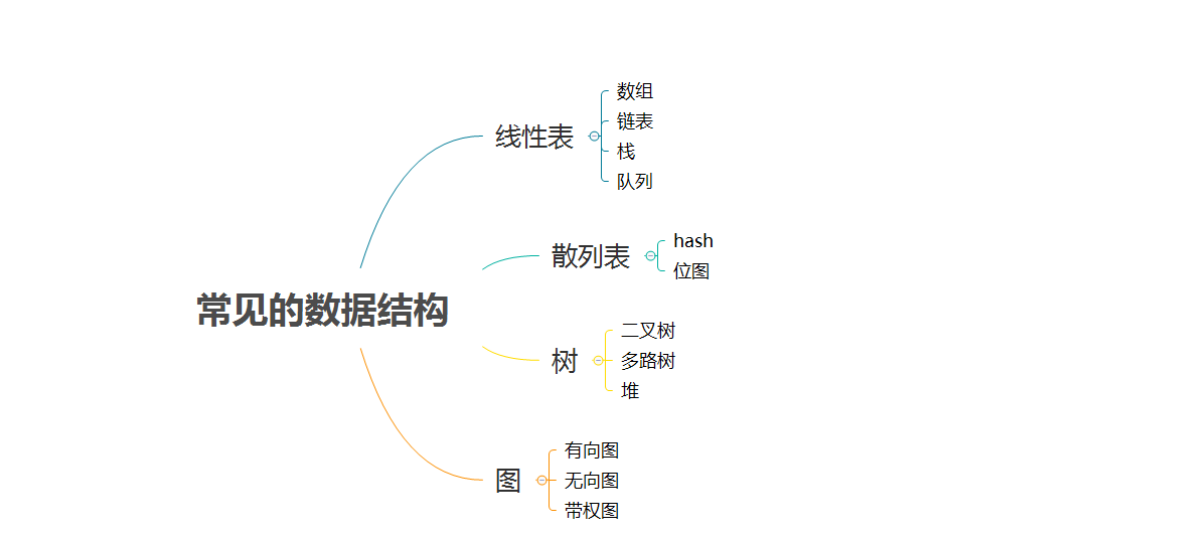 常见的数据结构
线性表
数组
链表
栈
队列
散列表
hash
位图
树
二叉树
多路树
堆
图
有向图
无向图
带权图